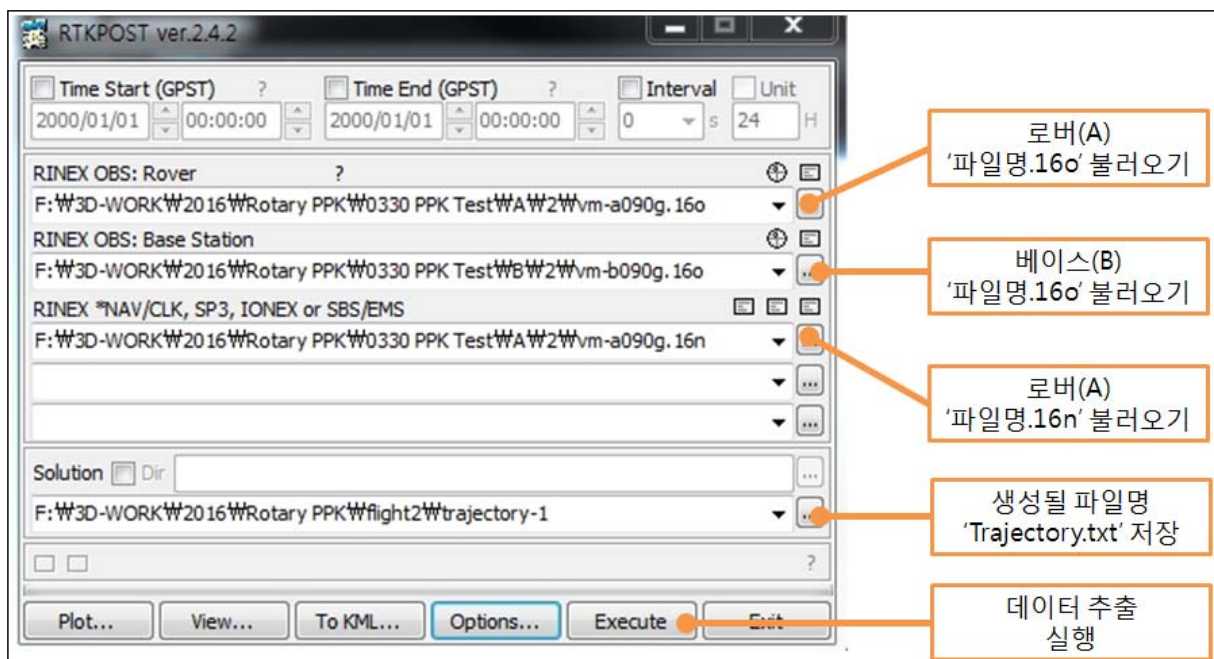 RTKPOST ver.2.4.2
Time Start (GPST) ? Time End (GPST) ? Interval Unit
2000/01/01 00:00:00 2000/01/01 00:00:00 0 s 24 H
RINEX OBS: Rover ?
F:₩3D-WORK₩2016₩Rotary PPK₩0330 PPK Test₩A₩2₩vm-a090g.16o
RINEX OBS: Base Station
F:₩3D-WORK₩2016₩Rotary PPK₩0330 PPK Test₩B₩2₩vm-b090g.16o
...
RINEX *NAV/CLK, SP3, IONEX or SBS/EMS
F:₩3D-WORK₩2016₩Rotary PPK₩0330 PPK Test₩A₩2₩vm-a090g.16n
...
...
...
Solution Dir ...
F:₩3D-WORK₩2016₩Rotary PPK₩flight2₩trajectory-1
...
?
Plot... View... To KML... Options... Execute Exit
로버(A)
‘파일명.16o’ 불러오기
베이스(B)
‘파일명.16o’ 불러오기
로버(A)
‘파일명.16n’ 불러오기
생성될 파일명
‘Trajectory.txt’ 저장
데이터 추출
실행